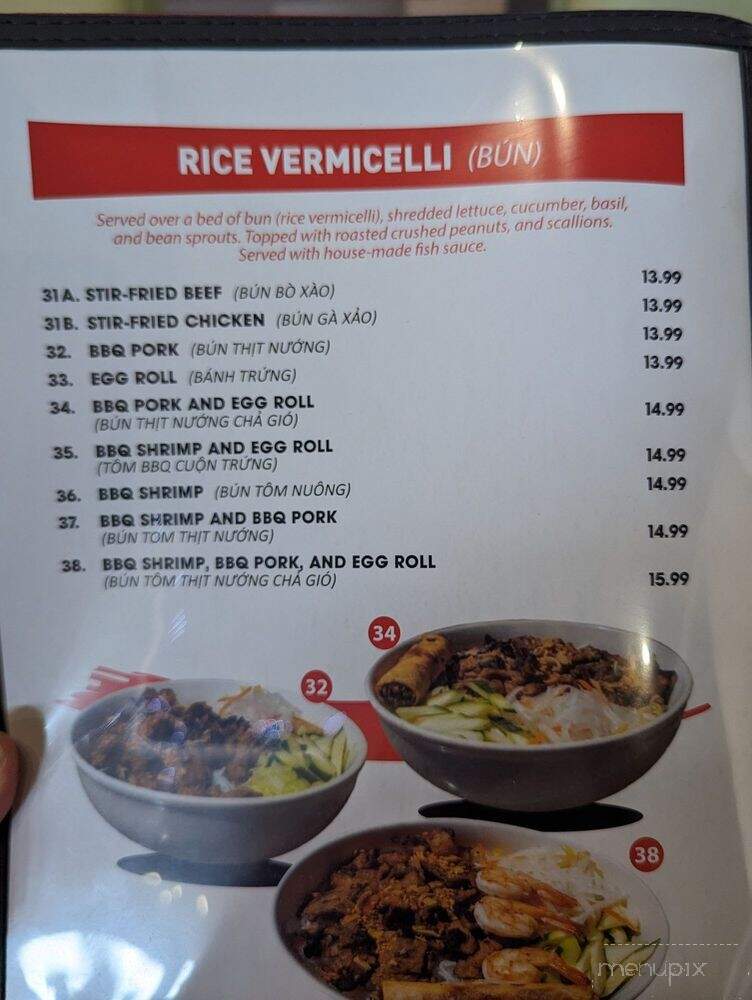 RICE VERMICELLI (BÚN)
Served over a bed of bun (rice vermicelli), shredded lettuce, cucumber, basil,
and bean sprouts. Topped with roasted crushed peanuts, and scallions.
Served with house-made fish sauce.
31A. STIR-FRIED BEEF (BÚN BÒ XÀO) 13.99
31B. STIR-FRIED CHICKEN (BÚN GÀ XẢO) 13.99
32. BBQ PORK (BÚN THỊT NƯỚNG) 13.99
33. EGG ROLL (BÁNH TRỨNG) 13.99
34. BBQ PORK AND EGG ROLL 14.99
(BÚN THỊT NƯỚNG CHẢ GIÓ)
35. BBQ SHRIMP AND EGG ROLL 14.99
(TÔM BBQ CUỘN TRỨNG)
36. BBQ SHRIMP (BÚN TÔM NUÔNG) 14.99
37. BBQ SHRIMP AND BBQ PORK
(BÚN TOM THỊT NƯỚNG) 14.99
38. BBQ SHRIMP, BBQ PORK, AND EGG ROLL
(BÚN TÔM THỊT NƯỚNG CHẢ GIÓ) 15.99
34
32
38
menupix